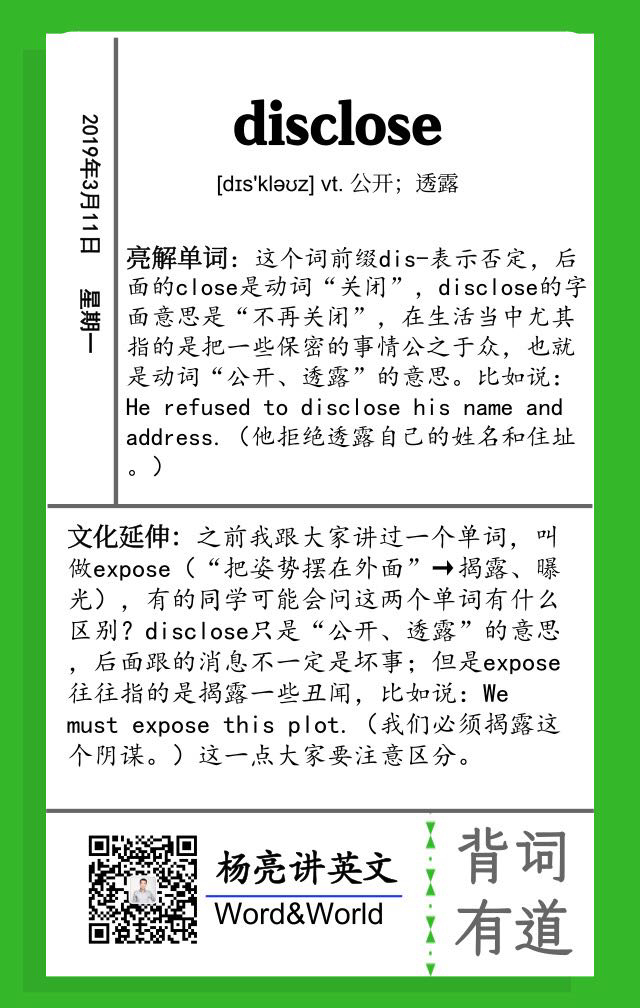 disclose
[dɪs'kləʊz] vt. 公开；透露
2019年3月11日 星期一
亮解单词：这个词前缀dis-表示否定，后
面的close是动词“关闭”，disclose的字
面意思是“不再关闭”，在生活当中尤其
指的是把一些保密的事情公之于众，也就
是动词“公开、透露”的意思。比如说：
He refused to disclose his name and
address.（他拒绝透露自己的姓名和住址
。）
文化延伸：之前我跟大家讲过一个单词，叫
做expose（“把姿势摆在外面”→揭露、曝
光），有的同学可能会问这两个单词有什么
区别？disclose只是“公开、透露”的意思
，后面跟的消息不一定是坏事；但是expose
往往指的是揭露一些丑闻，比如说：We
must expose this plot.（我们必须揭露这
个阴谋。）这一点大家要注意区分。
杨亮讲英文
Word&World
背词
有道